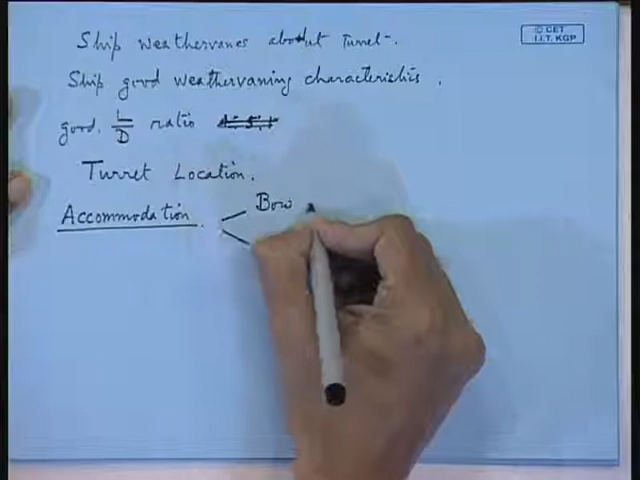 © CET
I.I.T. KGP
Ship weathervanes about Turret.
Ship good weathervaning characteristics.
good. L/D ratio
Turret Location.
Accommodation. Bow